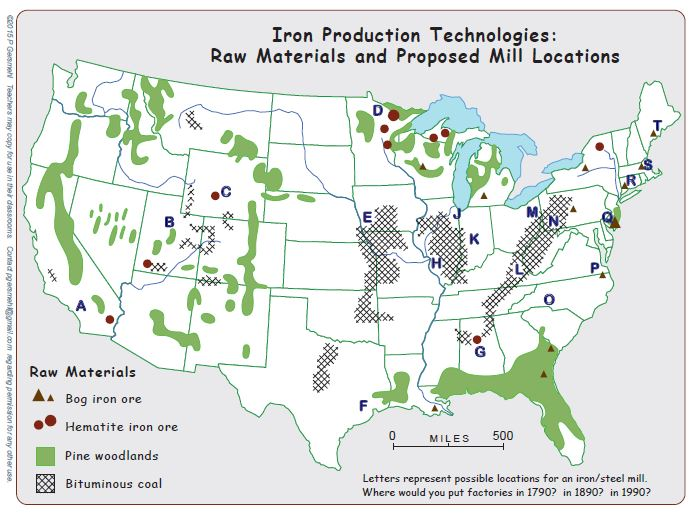 Iron Production Technologies:
Raw Materials and Proposed Mill Locations
©2015 P Gersmehl Teachers may copy for use in their classrooms. Contact pgersmehl@gmail.com regarding permission for any other use.
D
T
S
R
C
B
E
J
K
M
N
Q
H
L
P
A
O
G
F
Raw Materials
Bog iron ore
Hematite iron ore
Pine woodlands
Bituminous coal
0 MILES 500
Letters represent possible locations for an iron/steel mill.
Where would you put factories in 1790? in 1890? in 1990?